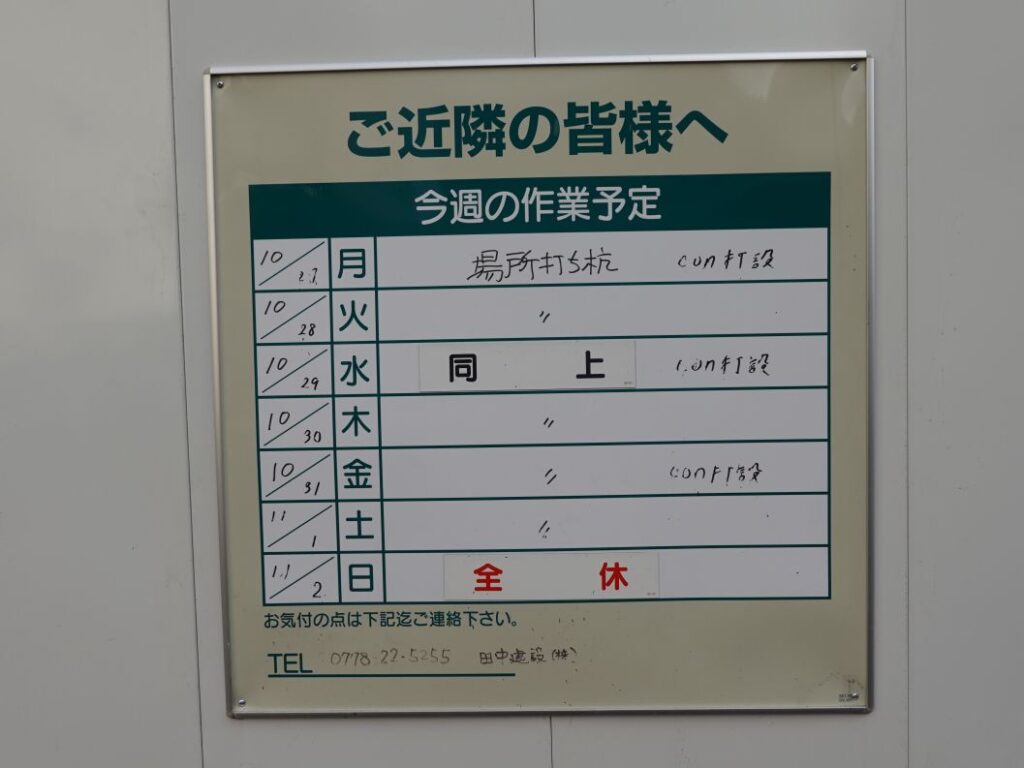 ご近隣の皆様へ
今週の作業予定
10/27 月 場所打ち杭 con打設
10/28 火 〃
10/29 水 同上 con打設
10/30 木 〃
10/31 金 〃 con打設
11/1 土 〃
11/2 日 全休
お気付の点は下記迄ご連絡下さい。
TEL 0778-22-5255 田中建設(株)